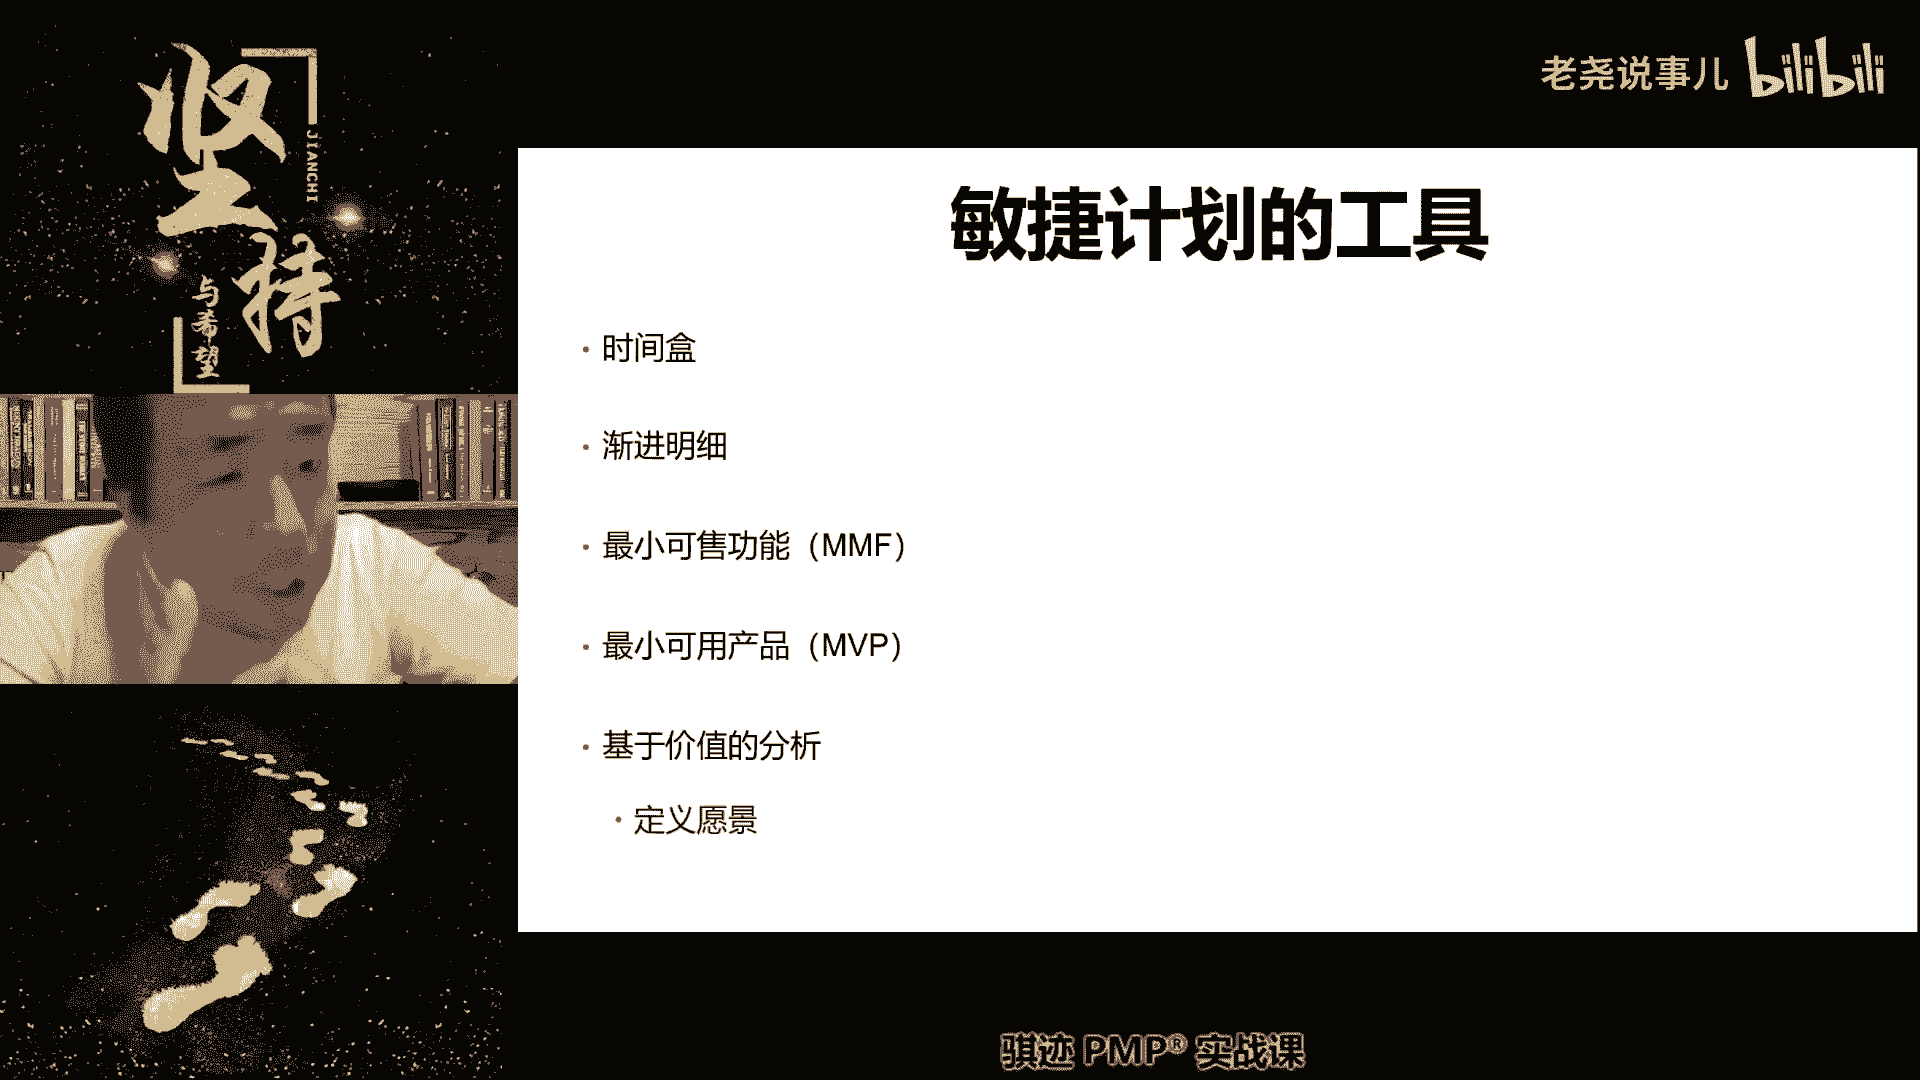 坚持
JIANCHI
与希望
老尧说事儿 bilibili
敏捷计划的工具
· 时间盒
· 渐进明细
· 最小可售功能（MMF）
· 最小可用产品（MVP）
· 基于价值的分析
· 定义愿景
骐迹 PMP® 实战课